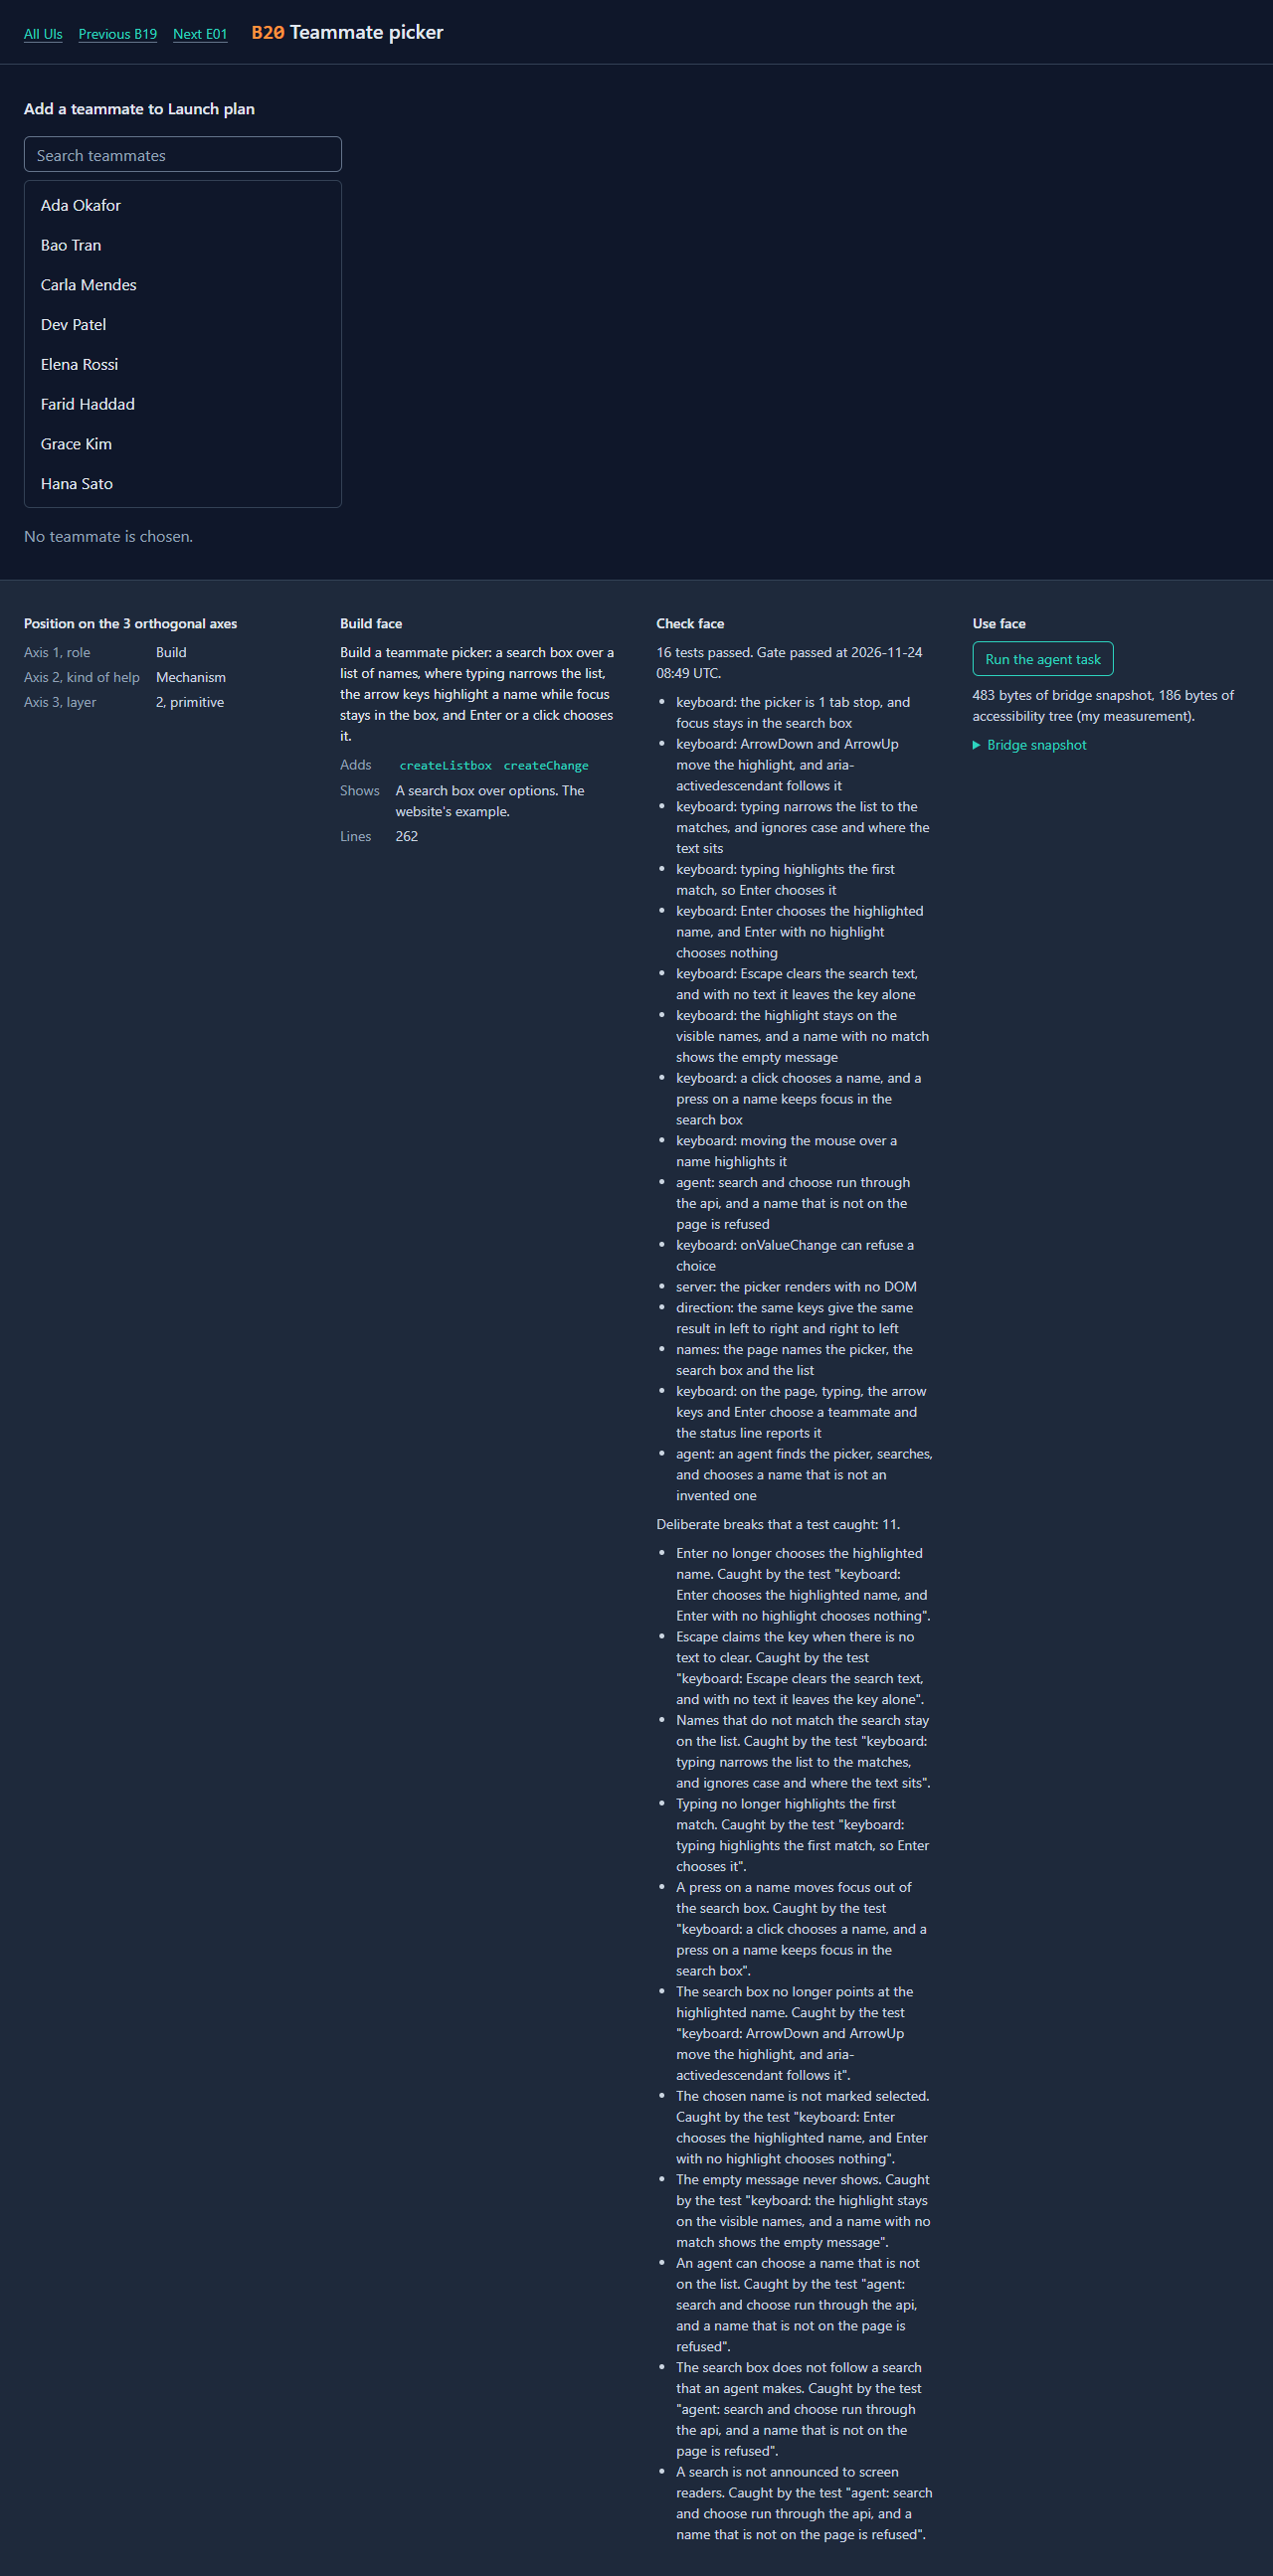 All UIs
Previous B19
Next E01
B20 Teammate picker
Add a teammate to Launch plan
Search teammates
Ada Okafor
Bao Tran
Carla Mendes
Dev Patel
Elena Rossi
Farid Haddad
Grace Kim
Hana Sato
No teammate is chosen.
Position on the 3 orthogonal axes
Axis 1, role Build
Axis 2, kind of help Mechanism
Axis 3, layer 2, primitive
Build face
Build a teammate picker: a search box over a
list of names, where typing narrows the list,
the arrow keys highlight a name while focus
stays in the box, and Enter or a click chooses
it.
Adds createListbox createChange
Shows A search box over options. The
website's example.
Lines 262
Check face
16 tests passed. Gate passed at 2026-11-24
08:49 UTC.
• keyboard: the picker is 1 tab stop, and
focus stays in the search box
• keyboard: ArrowDown and ArrowUp
move the highlight, and aria-
activedescendant follows it
• keyboard: typing narrows the list to the
matches, and ignores case and where the
text sits
• keyboard: typing highlights the first
match, so Enter chooses it
• keyboard: Enter chooses the highlighted
name, and Enter with no highlight
chooses nothing
• keyboard: Escape clears the search text,
and with no text it leaves the key alone
• keyboard: the highlight stays on the
visible names, and a name with no match
shows the empty message
• keyboard: a click chooses a name, and a
press on a name keeps focus in the
search box
• keyboard: moving the mouse over a
name highlights it
• agent: search and choose run through
the api, and a name that is not on the
page is refused
• keyboard: onValueChange can refuse a
choice
• server: the picker renders with no DOM
• direction: the same keys give the same
result in left to right and right to left
• names: the page names the picker, the
search box and the list
• keyboard: on the page, typing, the arrow
keys and Enter choose a teammate and
the status line reports it
• agent: an agent finds the picker, searches,
and chooses a name that is not an
invented one
Deliberate breaks that a test caught: 11.
• Enter no longer chooses the highlighted
name. Caught by the test "keyboard:
Enter chooses the highlighted name, and
Enter with no highlight chooses nothing".
• Escape claims the key when there is no
text to clear. Caught by the test
"keyboard: Escape clears the search text,
and with no text it leaves the key alone".
• Names that do not match the search stay
on the list. Caught by the test "keyboard:
typing narrows the list to the matches,
and ignores case and where the text sits".
• Typing no longer highlights the first
match. Caught by the test "keyboard:
typing highlights the first match, so Enter
chooses it".
• A press on a name moves focus out of
the search box. Caught by the test
"keyboard: a click chooses a name, and a
press on a name keeps focus in the
search box".
• The search box no longer points at the
highlighted name. Caught by the test
"keyboard: ArrowDown and ArrowUp
move the highlight, and aria-
activedescendant follows it".
• The chosen name is not marked selected.
Caught by the test "keyboard: Enter
chooses the highlighted name, and Enter
with no highlight chooses nothing".
• The empty message never shows. Caught
by the test "keyboard: the highlight stays
on the visible names, and a name with no
match shows the empty message".
• An agent can choose a name that is not
on the list. Caught by the test "agent:
search and choose run through the api,
and a name that is not on the page is
refused".
• The search box does not follow a search
that an agent makes. Caught by the test
"agent: search and choose run through
the api, and a name that is not on the
page is refused".
• A search is not announced to screen
readers. Caught by the test "agent: search
and choose run through the api, and a
name that is not on the page is refused".
Use face
Run the agent task
483 bytes of bridge snapshot, 186 bytes of
accessibility tree (my measurement).
▶ Bridge snapshot